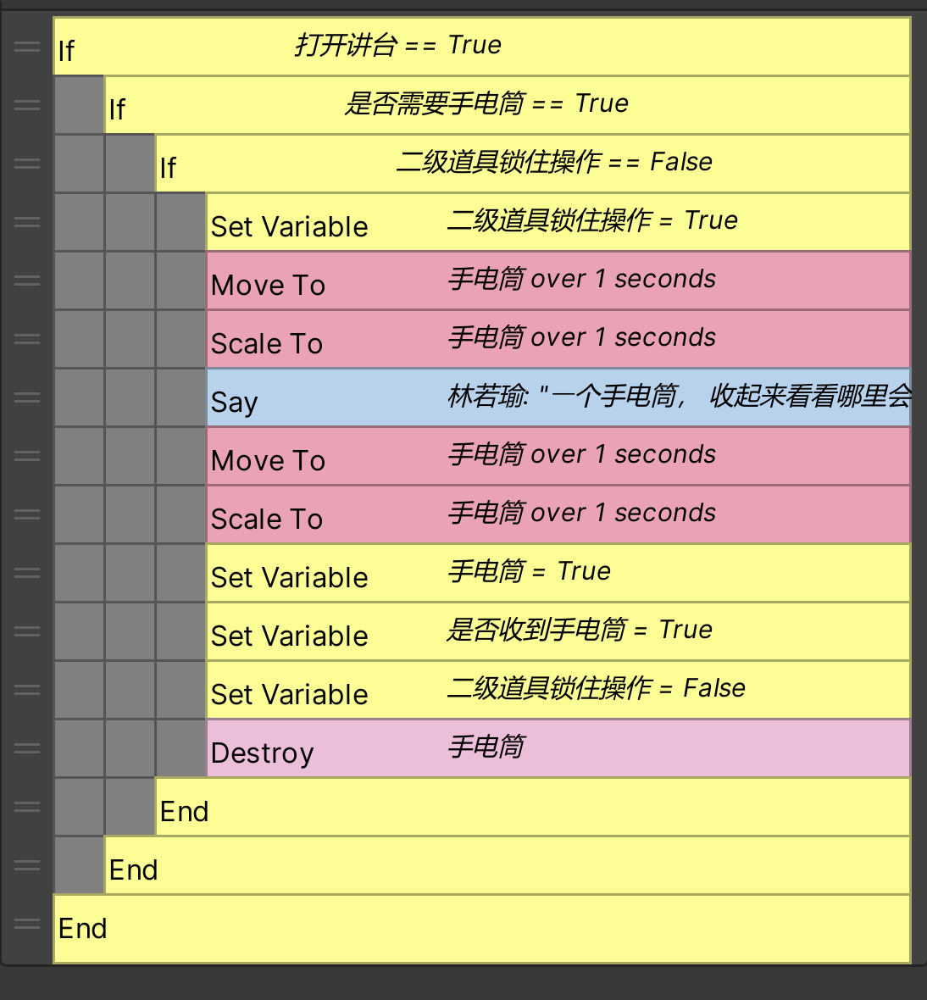 If 打开讲台 == True
If 是否需要手电筒 == True
If 二级道具锁住操作 == False
Set Variable 二级道具锁住操作 = True
Move To 手电筒 over 1 seconds
Scale To 手电筒 over 1 seconds
Say 林若瑜: "一个手电筒， 收起来看看哪里会
Move To 手电筒 over 1 seconds
Scale To 手电筒 over 1 seconds
Set Variable 手电筒 = True
Set Variable 是否收到手电筒 = True
Set Variable 二级道具锁住操作 = False
Destroy 手电筒
End
End
End